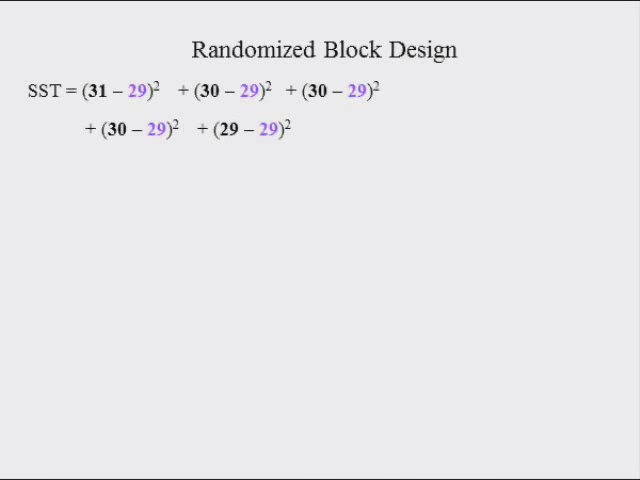 Randomized Block Design
SST = (31 – 29)² + (30 – 29)² + (30 – 29)²
+ (30 – 29)² + (29 – 29)²